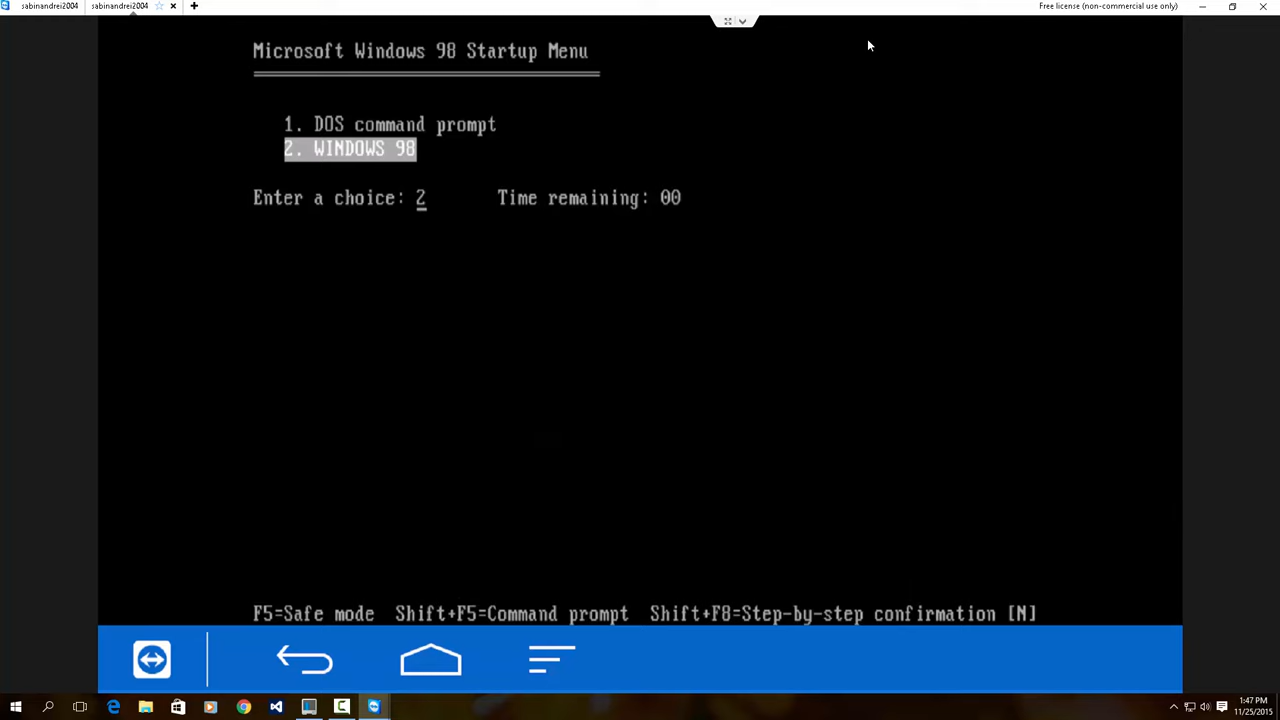 sabinandrei2004 sabinandrei2004 Free license (non-commercial use only)
Microsoft Windows 98 Startup Menu
1. DOS command prompt
2. WINDOWS 98
Enter a choice: 2 Time remaining: 00
F5=Safe mode Shift+F5=Command prompt Shift+F8=Step-by-step confirmation [N]
1:47 PM
11/25/2015